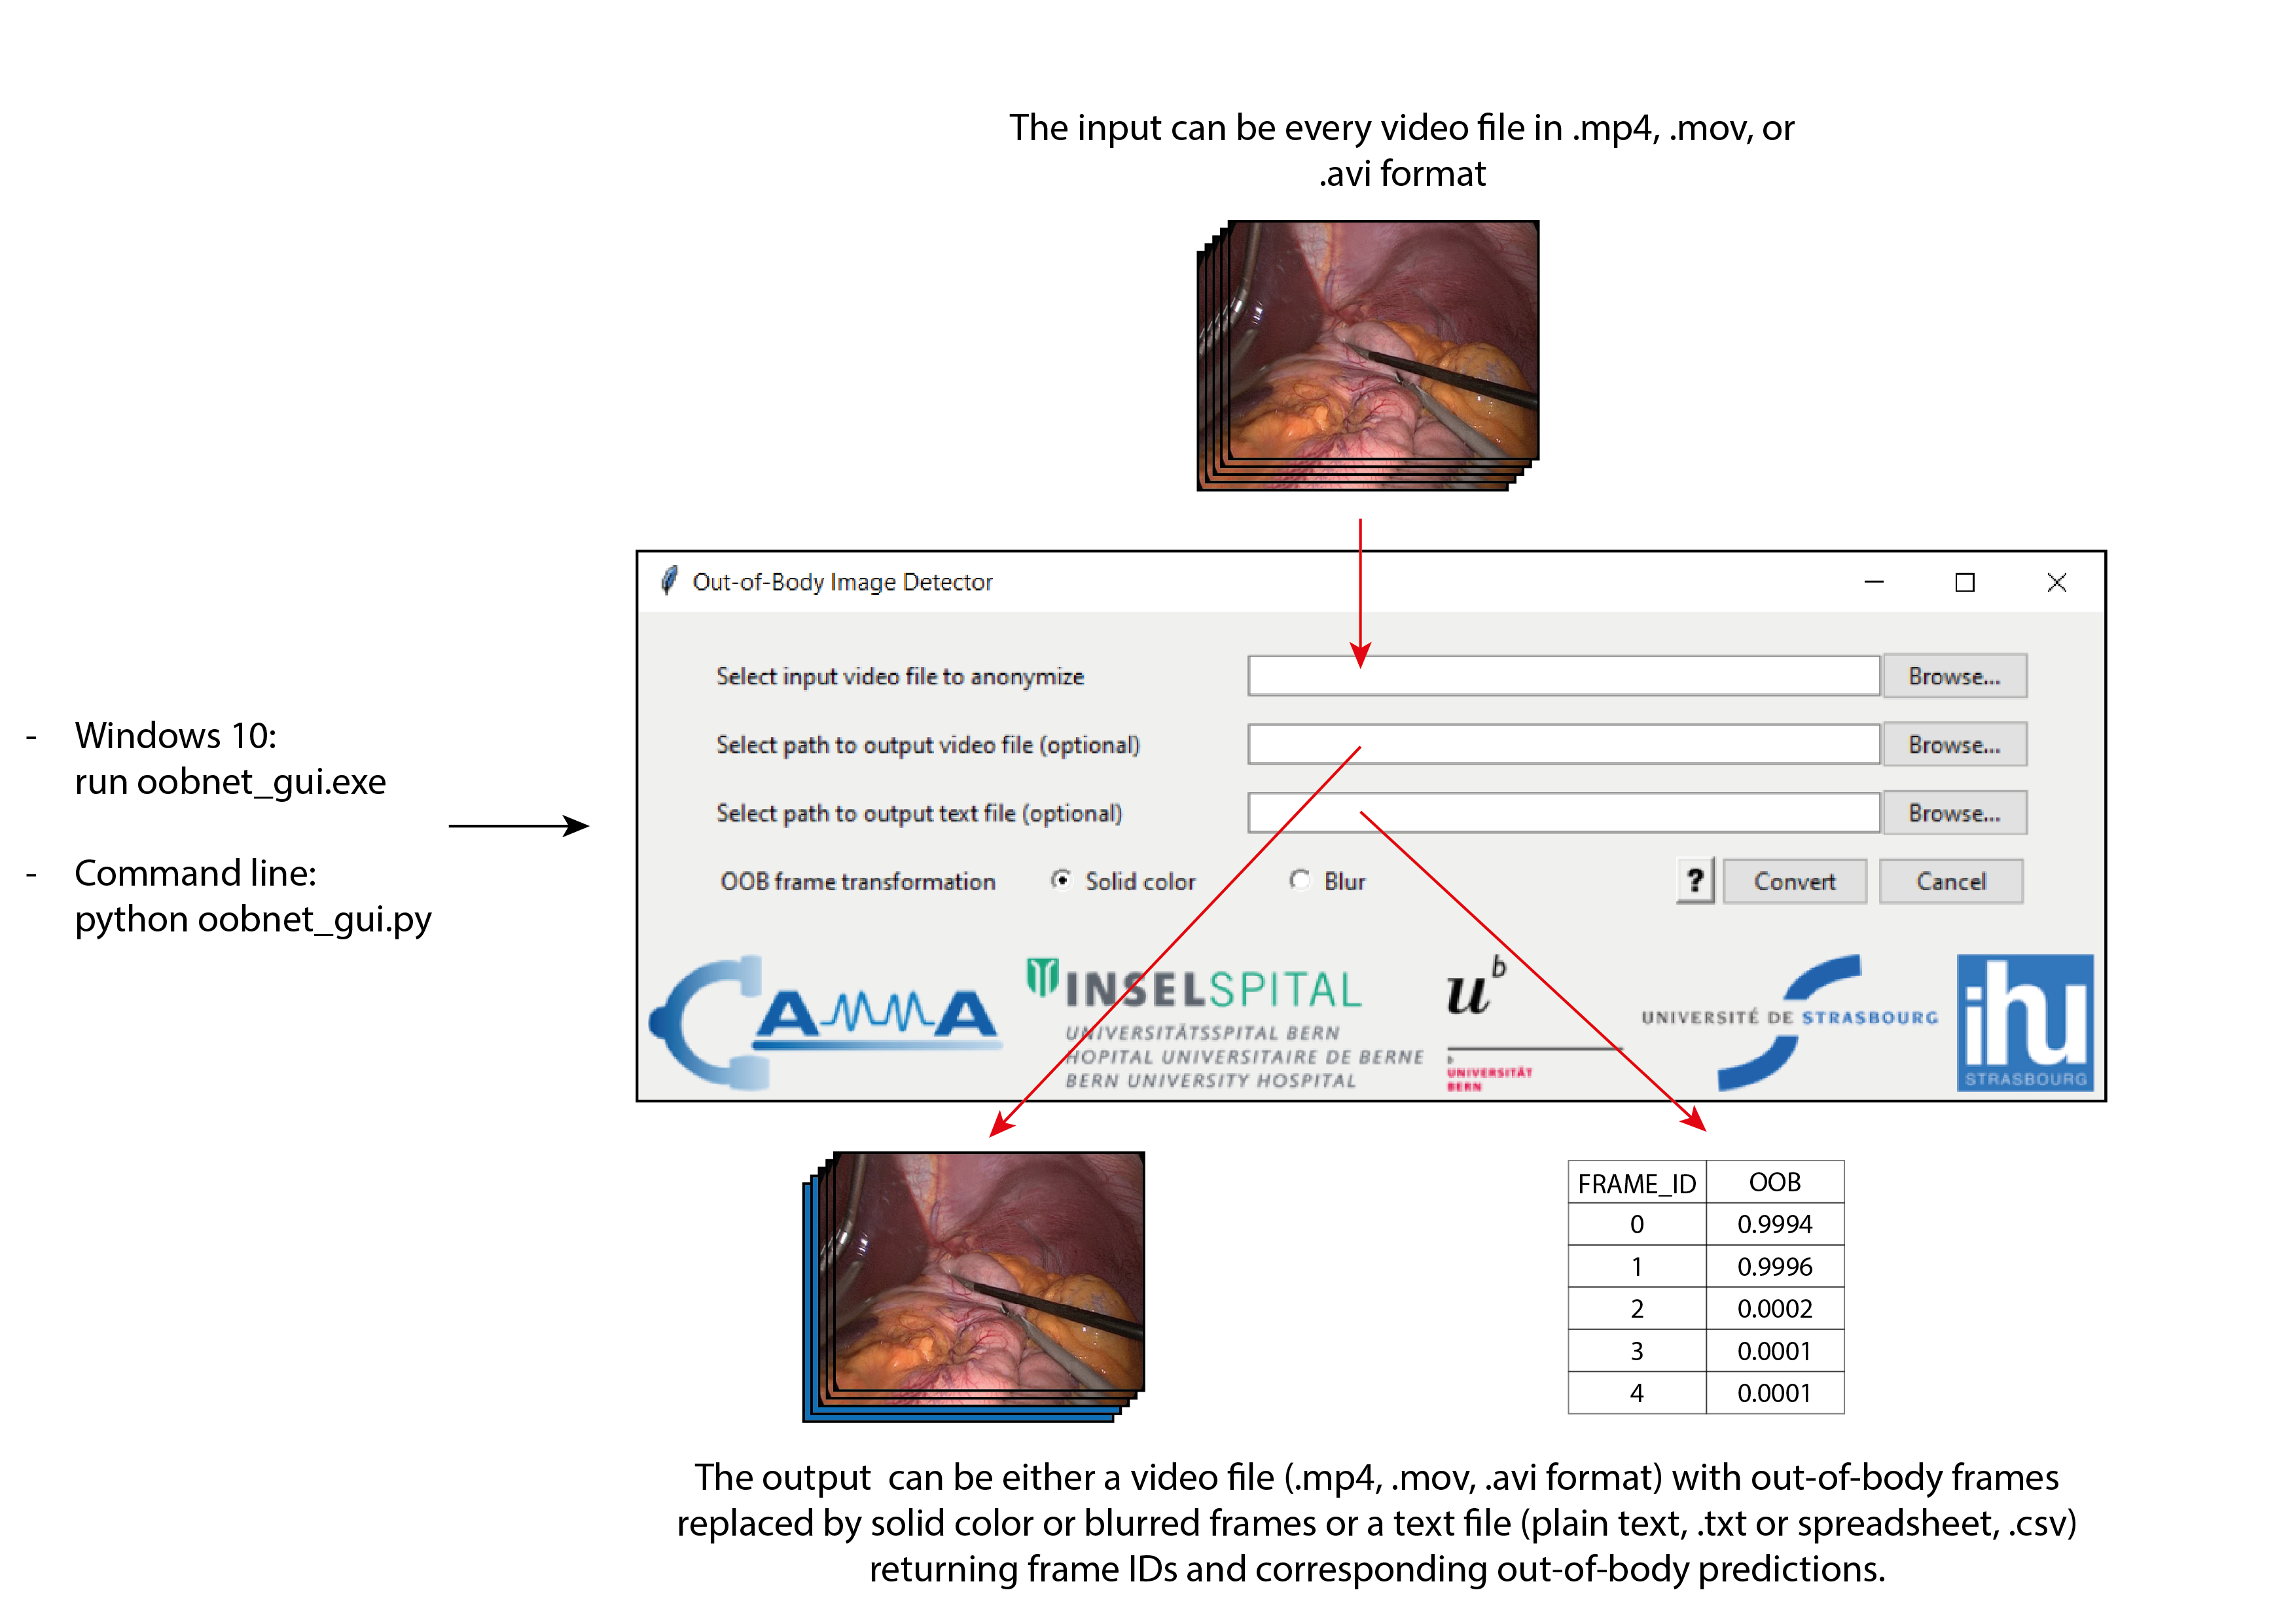 The input can be every video file in .mp4, .mov, or
.avi format
Out-of-Body Image Detector
Select input video file to anonymize
Browse...
Select path to output video file (optional)
Browse...
Select path to output text file (optional)
Browse...
OOB frame transformation
Solid color
Blur
?
Convert
Cancel
- Windows 10:
run oobnet_gui.exe
- Command line:
python oobnet_gui.py
CAMMA
INSELSPITAL
UNIVERSITÄTSSPITAL BERN
HOPITAL UNIVERSITAIRE DE BERNE
BERN UNIVERSITY HOSPITAL
u b
b
UNIVERSITÄT
BERN
UNIVERSITÉ DE STRASBOURG
ihu
STRASBOURG
FRAME_ID OOB
0 0.9994
1 0.9996
2 0.0002
3 0.0001
4 0.0001
The output can be either a video file (.mp4, .mov, .avi format) with out-of-body frames
replaced by solid color or blurred frames or a text file (plain text, .txt or spreadsheet, .csv)
returning frame IDs and corresponding out-of-body predictions.